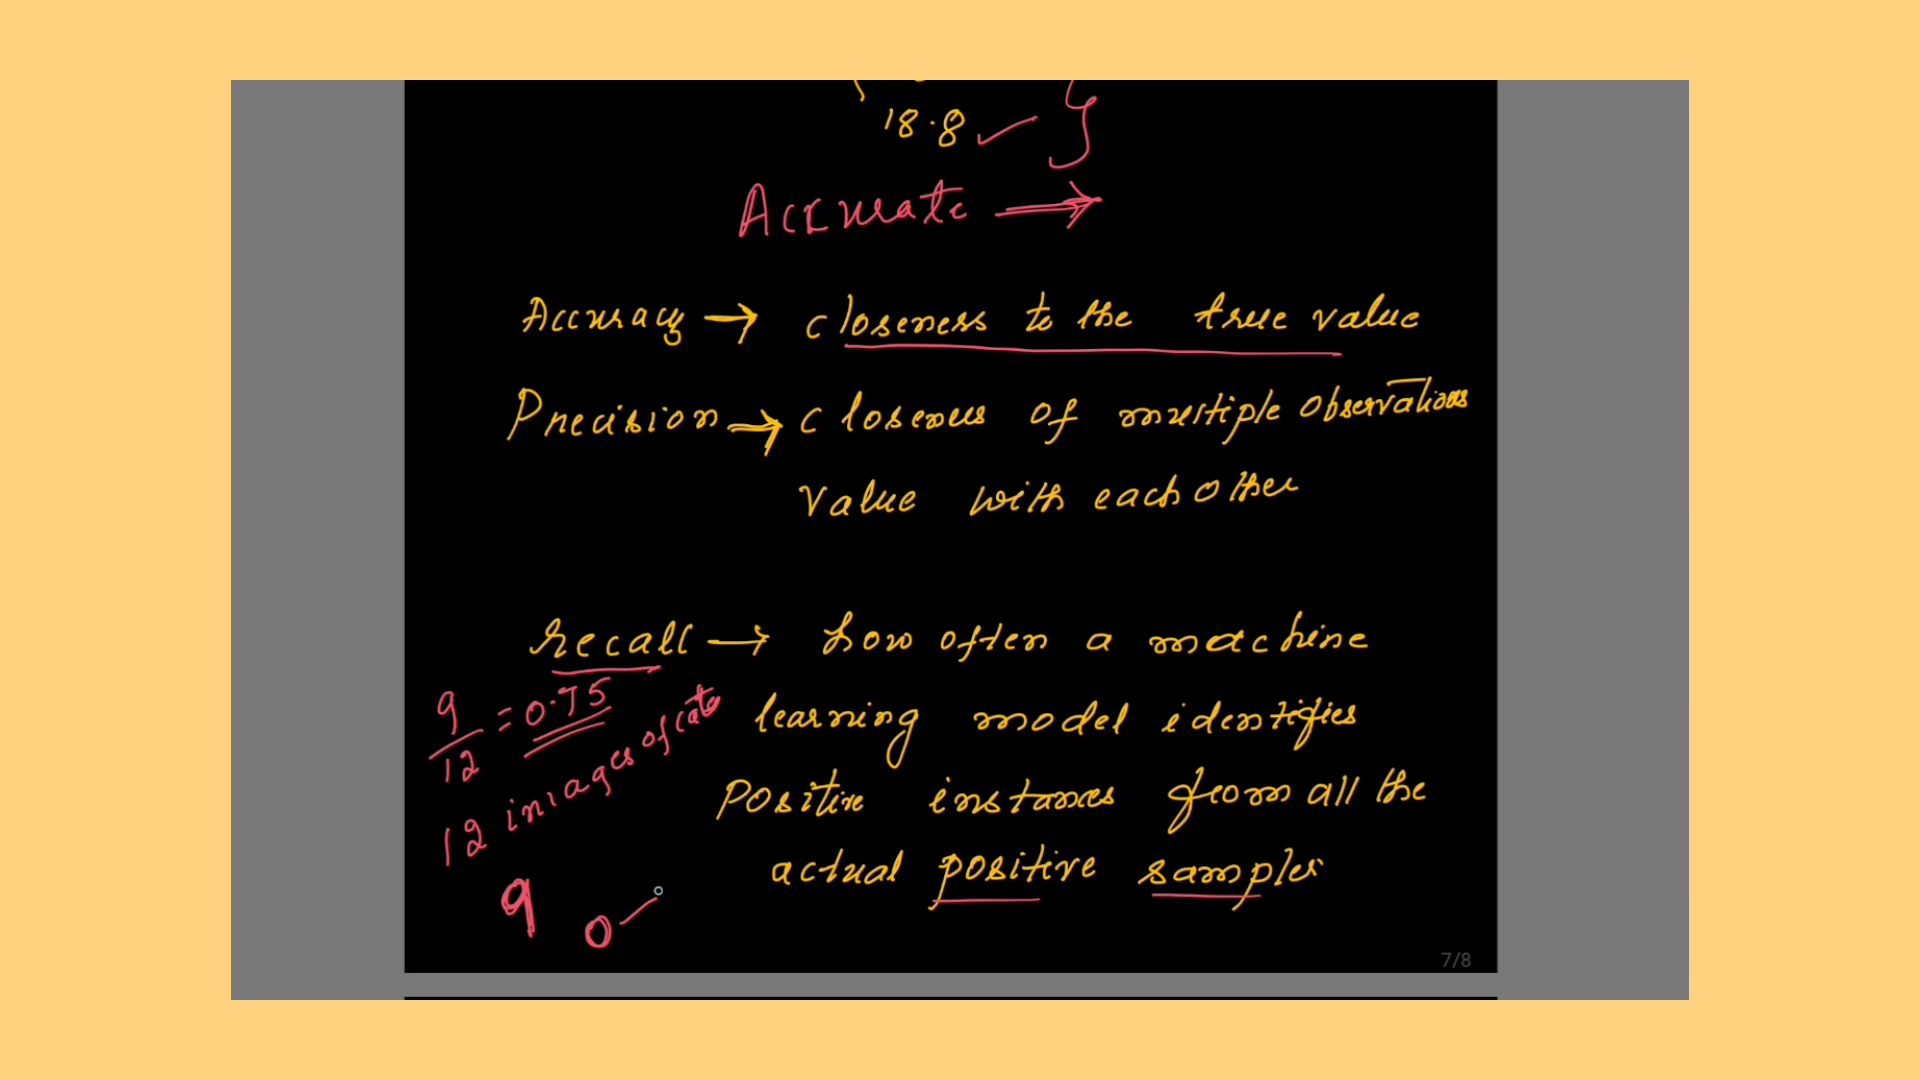 18.8
Accurate →
Accuracy → closeness to the true value
Precision → closeness of multiple observations
value with each other
recall → how often a machine
9/12 = 0.75
learning model identifies
12 images of cats
positive instances from all the
actual positive samples
9 0
7/8